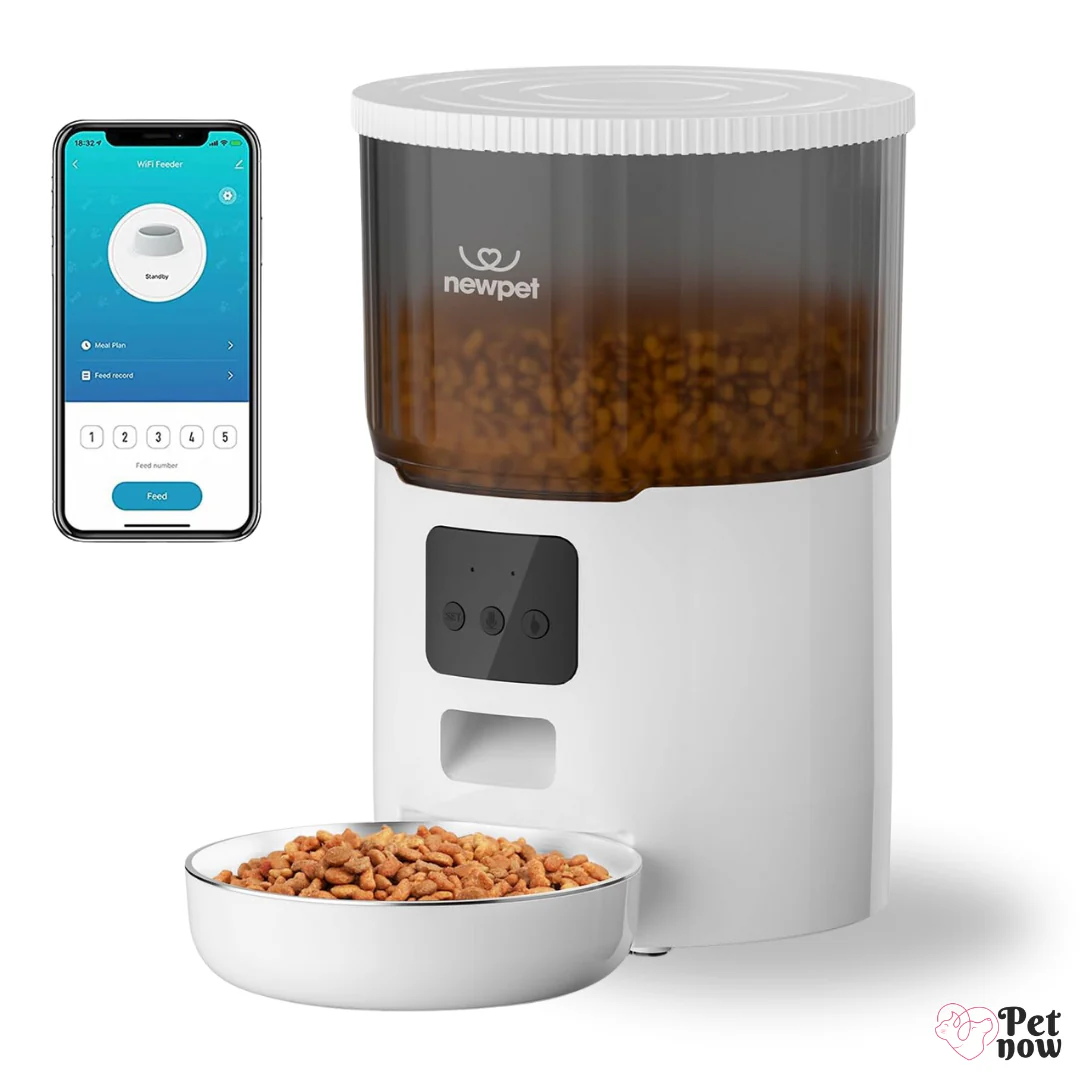 18:32
WiFi Feeder
Standby
Meal Plan
Feed record
1 2 3 4 5
Feed number
Feed
newpet
SET
Pet
now